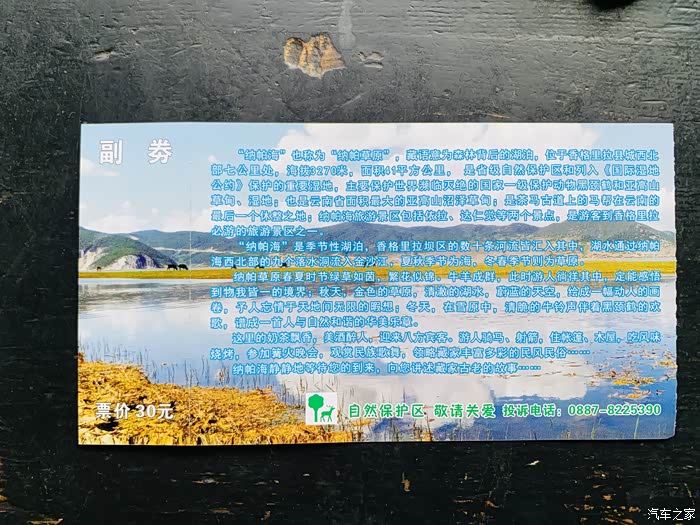 副 券
“纳帕海”也称为“纳帕草原”，藏语意为森林背后的湖泊，位于香格里拉县城西北
部七公里处，海拔3270米，面积41平方公里， 是省级自然保护区和列入《国际湿地
公约》保护的重要湿地，主要保护世界濒临灭绝的国家一级保护动物黑颈鹤和亚高山
草甸、湿地；也是云南省面积最大的亚高山沼泽草甸；是茶马古道上的马帮在云南的
最后一个休整之地；纳帕海旅游景区包括依拉、达仁赏等两个景点，是游客到香格里拉
必游的旅游景区之一。
“纳帕海”是季节性湖泊，香格里拉坝区的数十条河流皆汇入其中，湖水通过纳帕
海西北部的九个落水洞流入金沙江，夏秋季节为海，冬春季节则为草原。
纳帕草原春夏时节绿草如茵，繁花似锦，牛羊成群，此时游人徜徉其中，定能感悟
到物我皆一的境界；秋天，金色的草原，清澈的湖水，蔚蓝的天空，绘成一幅动人的画
卷，予人忘情于天地间无限的暇想；冬天，在雪原中，清脆的牛铃声伴着黑颈鹤的欢
歌，谱成一首人与自然和谐的华美乐章。
这里的奶茶飘香，美酒醉人，迎来八方宾客，游人骑马、射箭，住帐篷、木屋，吃风味
烧烤，参加篝火晚会，观赏民族歌舞，领略藏家丰富多彩的民风民俗……
纳帕海静静地等待您的到来，向您讲述藏家古老的故事……
票价 30元
自然保护区 敬请关爱 投诉电话：0887-8225390
汽车之家